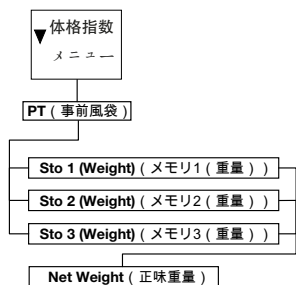 体格指数
メニュー
PT（事前風袋）
Sto 1 (Weight)（メモリ1（重量））
Sto 2 (Weight)（メモリ2（重量））
Sto 3 (Weight)（メモリ3（重量））
Net Weight（正味重量）